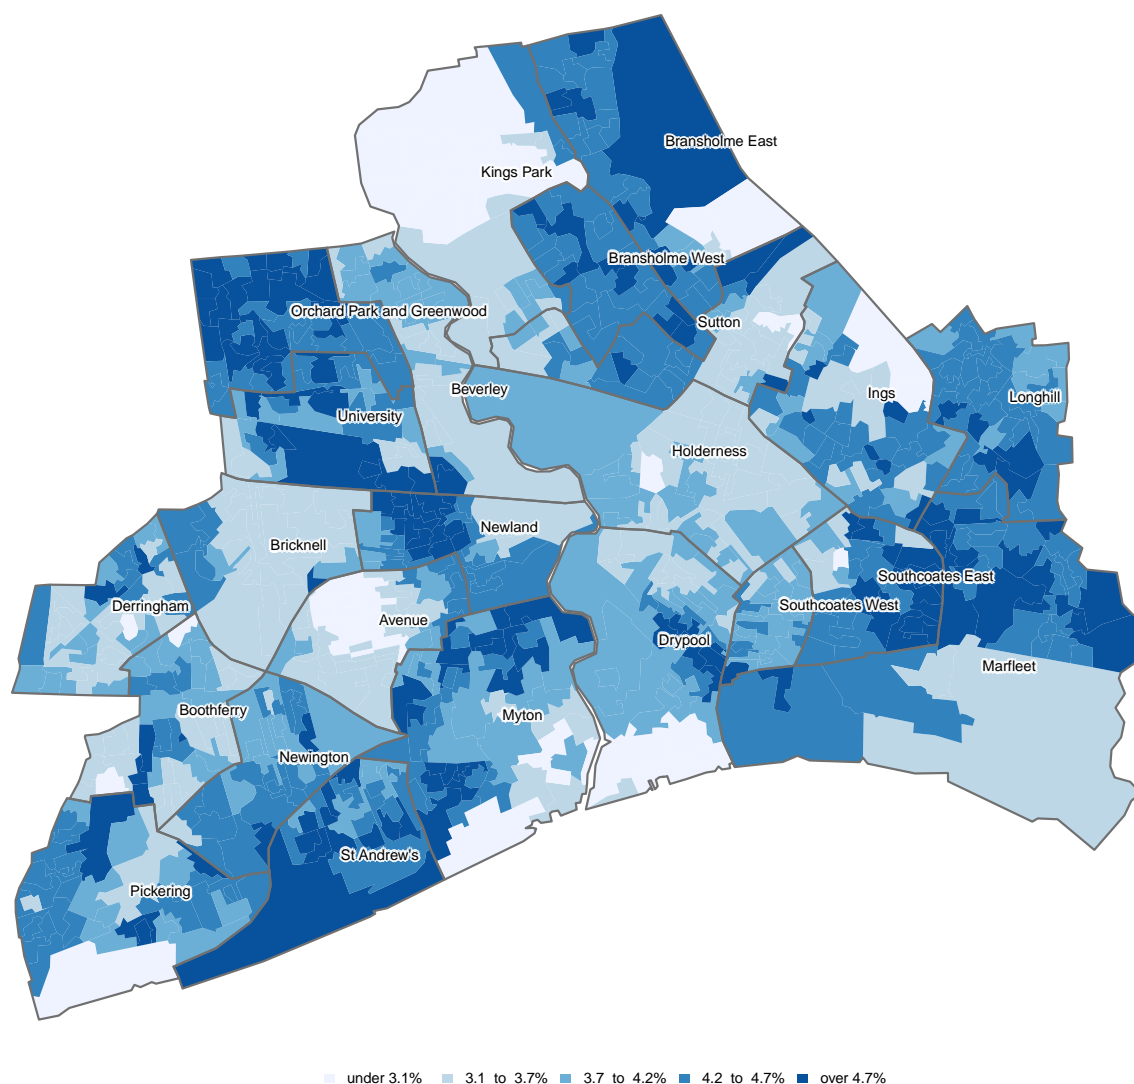 Bransholme East
Kings Park
Bransholme West
Orchard Park and Greenwood
Sutton
Beverley
Ings
Longhill
University
Holderness
Newland
Bricknell
Southcoates East
Derringham
Southcoates West
Avenue
Drypool
Marfleet
Boothferry
Myton
Newington
St Andrew's
Pickering
under 3.1% 3.1 to 3.7% 3.7 to 4.2% 4.2 to 4.7% over 4.7%